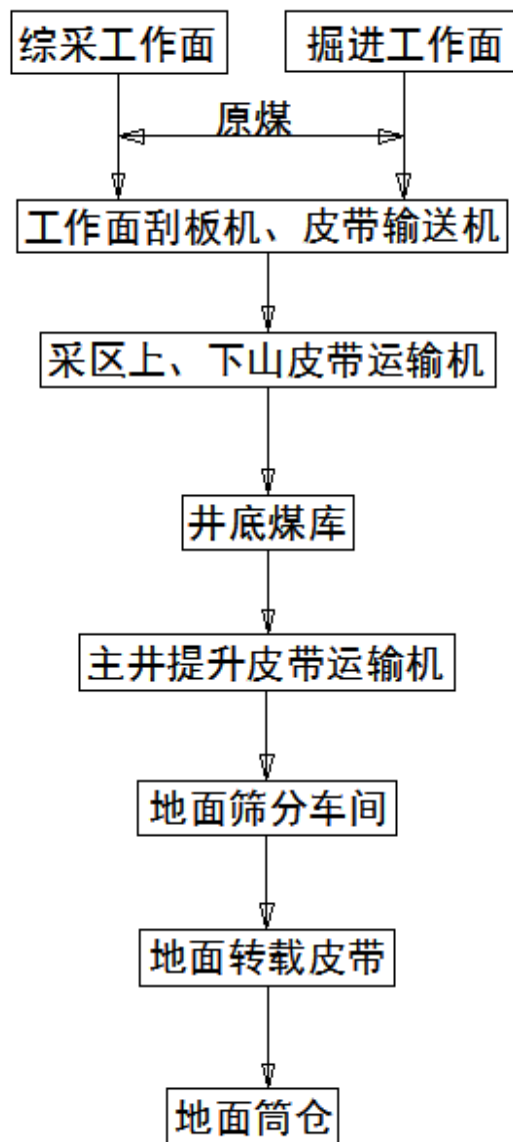 综采工作面
掘进工作面
原煤
工作面刮板机、皮带输送机
采区上、下山皮带运输机
井底煤库
主井提升皮带运输机
地面筛分车间
地面转载皮带
地面筒仓